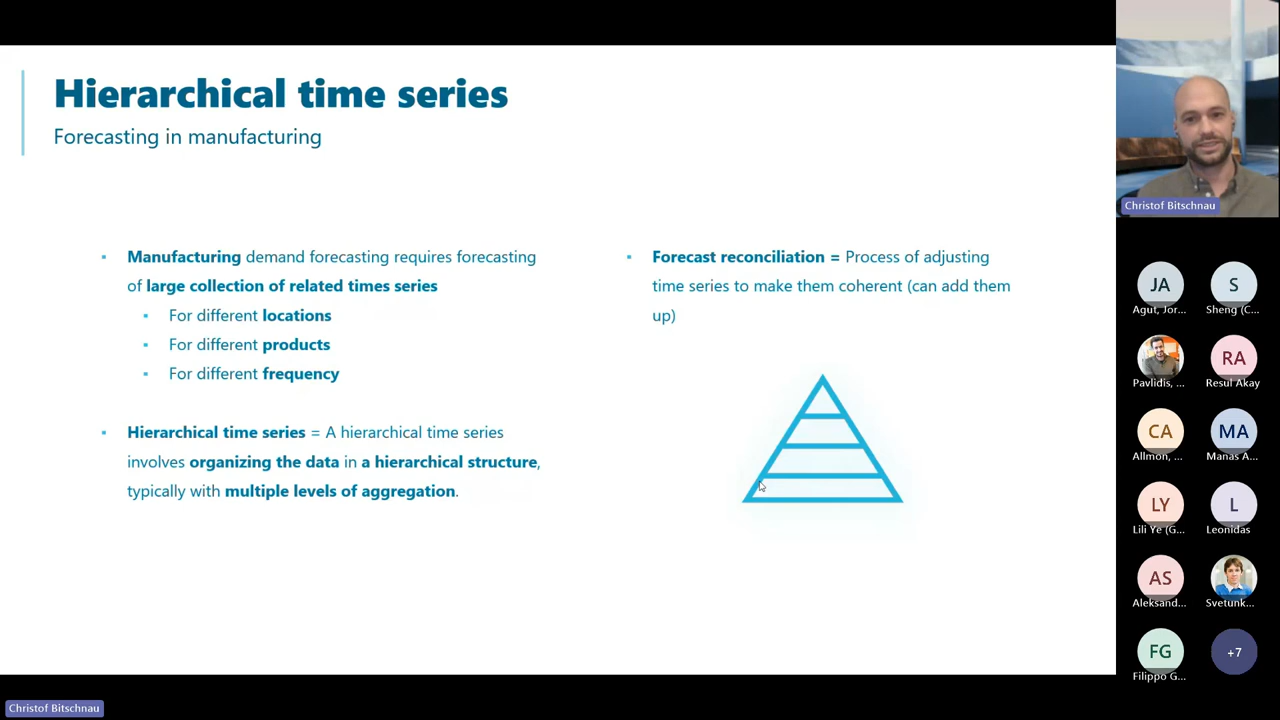 Hierarchical time series
Forecasting in manufacturing
Manufacturing demand forecasting requires forecasting
of large collection of related times series
For different locations
For different products
For different frequency
Hierarchical time series = A hierarchical time series
involves organizing the data in a hierarchical structure,
typically with multiple levels of aggregation.
Forecast reconciliation = Process of adjusting
time series to make them coherent (can add them
up)
Christof Bitschnau
JA
Agut, Jor...
S
Sheng (C...
Pavlidis, ...
RA
Resul Akay
CA
Allmon, ...
MA
Manas A...
LY
Lili Ye (G...
L
Leonidas
AS
Aleksand...
Svetunk...
FG
Filippo G...
+7
Christof Bitschnau